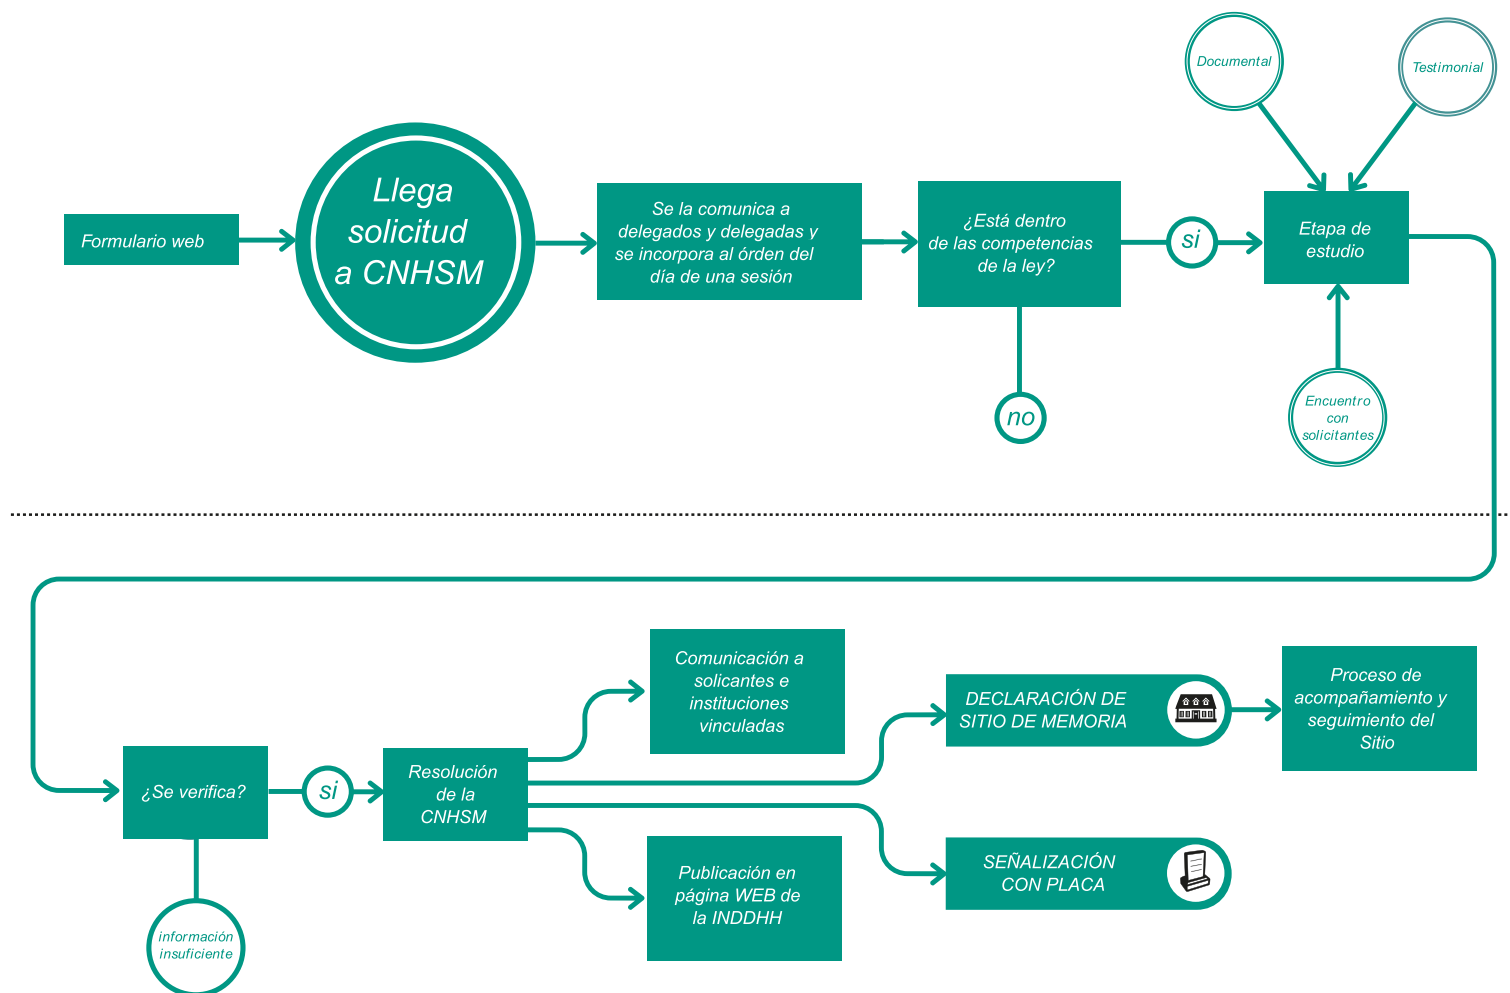 Documental
Testimonial
Formulario web
Llega
solicitud
a CNHSM
Se la comunica a
delegados y delegadas y
se incorpora al órden del
día de una sesión
¿Está dentro
de las competencias
de la ley?
si
no
Etapa de
estudio
Encuentro
con
solicitantes
¿Se verifica?
información
insuficiente
si
Resolución
de la
CNHSM
Comunicación a
solicantes e
instituciones
vinculadas
DECLARACIÓN DE
SITIO DE MEMORIA
Proceso de
acompañamiento y
seguimiento del
Sitio
SEÑALIZACIÓN
CON PLACA
Publicación en
página WEB de
la INDDHH